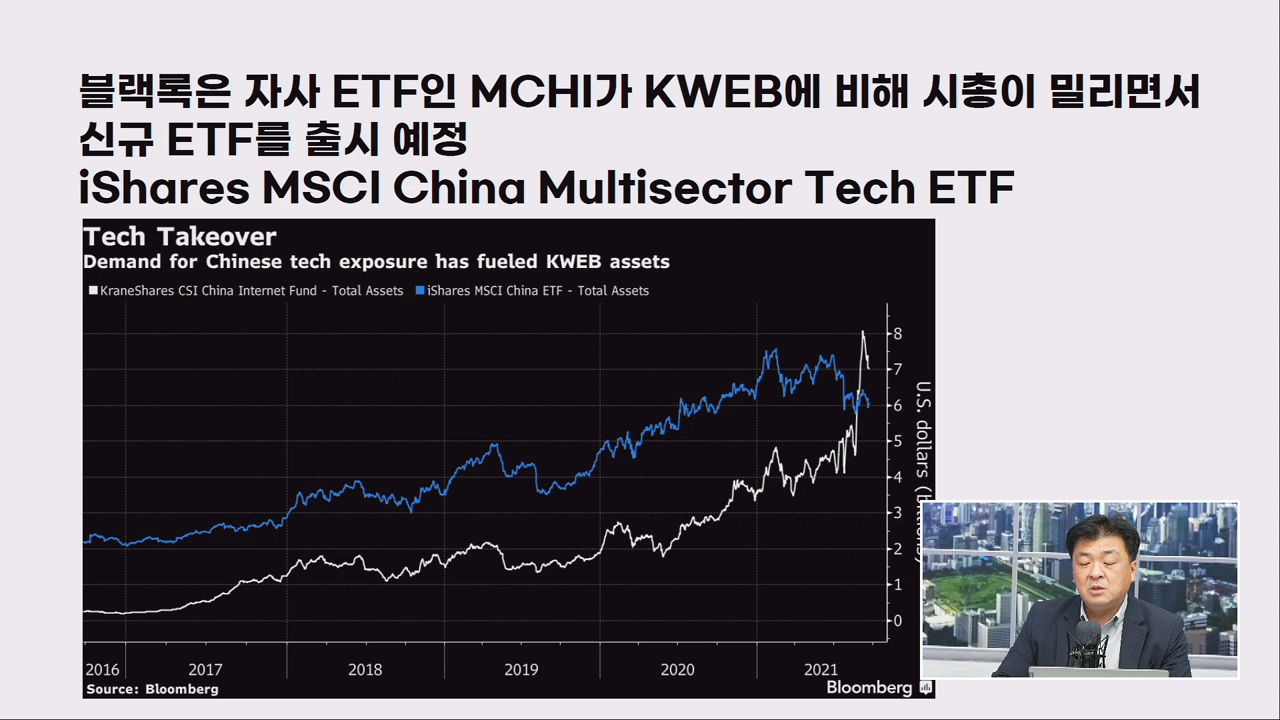 블랙록은 자사 ETF인 MCHI가 KWEB에 비해 시총이 밀리면서
신규 ETF를 출시 예정
iShares MSCI China Multisector Tech ETF
Tech Takeover
Demand for Chinese tech exposure has fueled KWEB assets
KraneShares CSI China Internet Fund - Total Assets iShares MSCI China ETF - Total Assets
8
7
6
5
4
3
2
1
0
U.S. dollars
2016 2017 2018 2019 2020 2021
Source: Bloomberg
Bloomberg